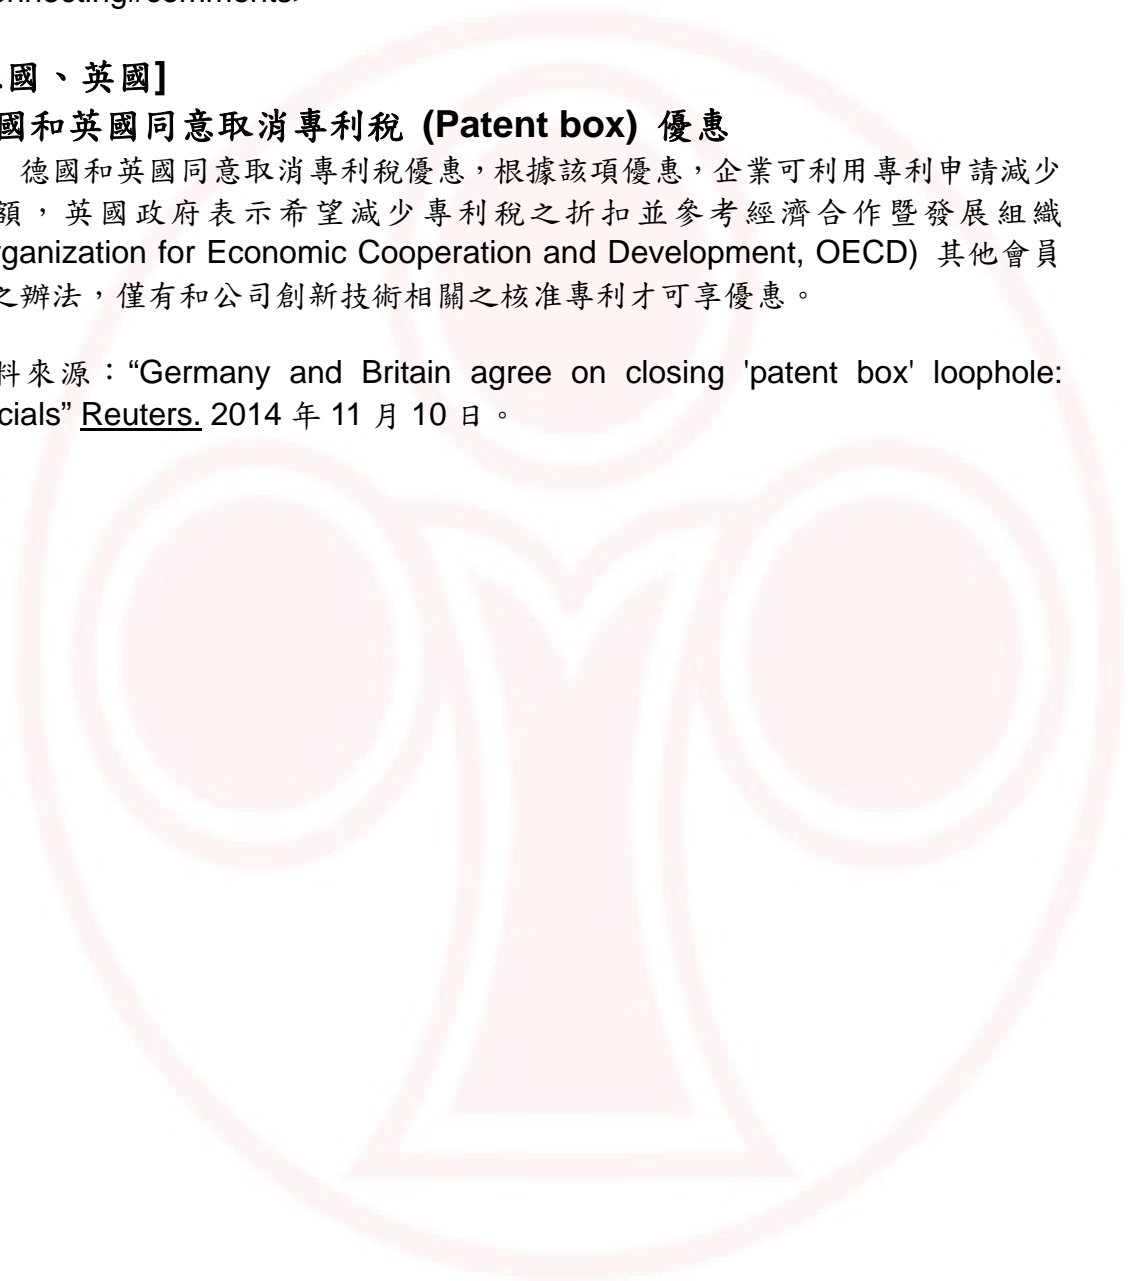 國、英國]
國和英國同意取消專利稅 (Patent box) 優惠
德國和英國同意取消專利稅優惠，根據該項優惠，企業可利用專利申請減少
額，英國政府表示希望減少專利稅之折扣並參考經濟合作暨發展組織
rganization for Economic Cooperation and Development, OECD) 其他會員
之辦法，僅有和公司創新技術相關之核准專利才可享優惠。
料來源：“Germany and Britain agree on closing 'patent box' loophole:
cials” Reuters. 2014 年 11 月 10 日。